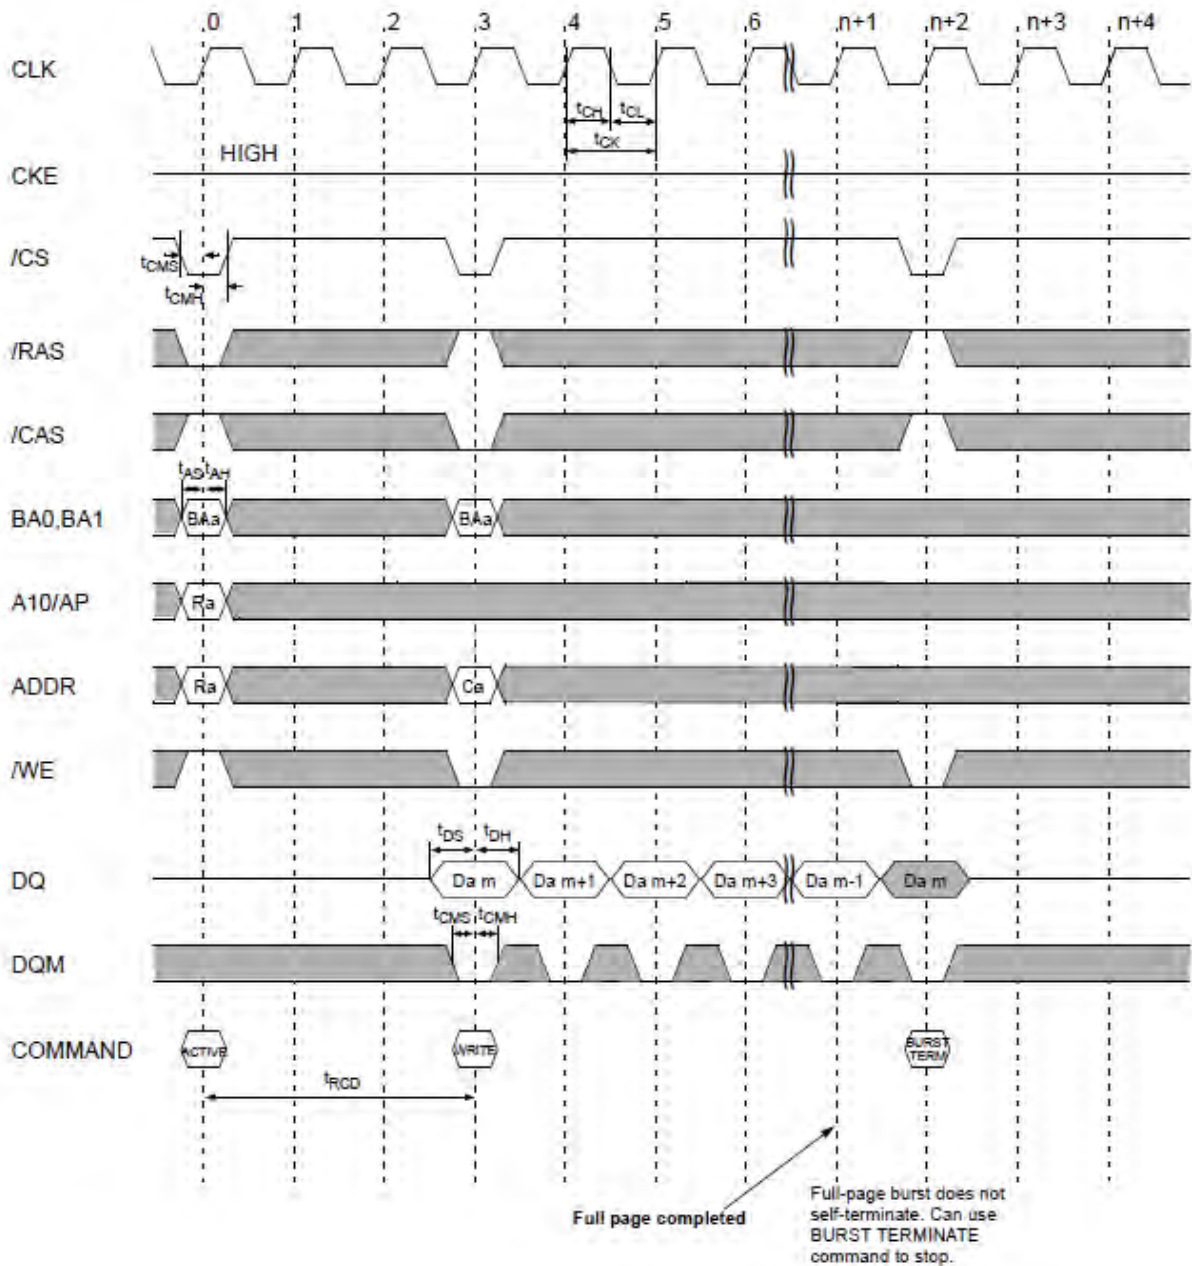 0 1 2 3 4 5 6 n+1 n+2 n+3 n+4
CLK
tCH tCL
tCK
HIGH
CKE
/CS
tCMS
tCMH
/RAS
/CAS
tAS tAH
BA0,BA1 BAa BAa
A10/AP Ra
ADDR Ra Ca
/WE
tDS tDH
DQ Da m Da m+1 Da m+2 Da m+3 Da m-1 Da m
tCMS tCMH
DQM
COMMAND ACTIVE WRITE BURST TERM
tRCD
Full page completed
Full-page burst does not
self-terminate. Can use
BURST TERMINATE
command to stop.